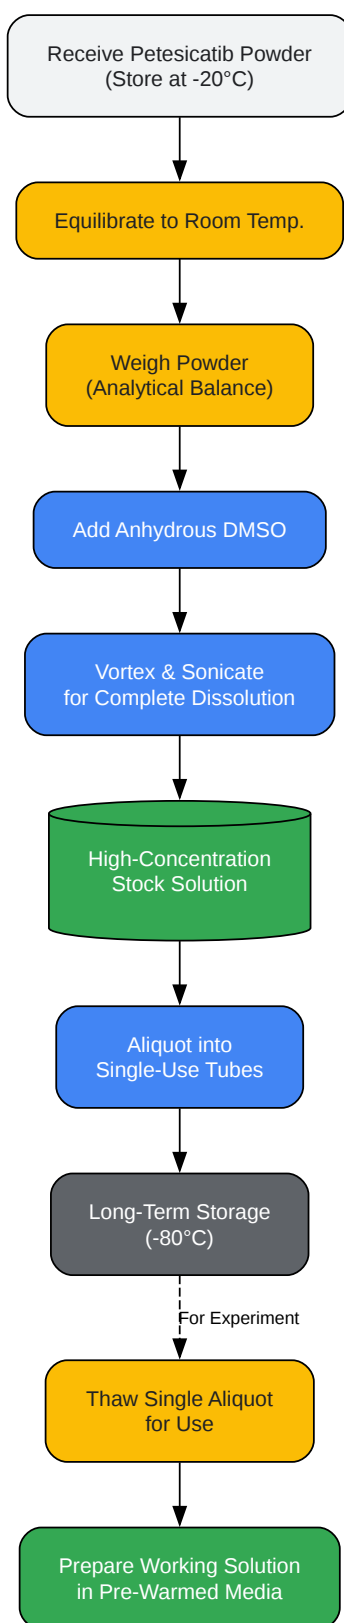 Receive Petesicatib Powder
(Store at -20°C)
Equilibrate to Room Temp.
Weigh Powder
(Analytical Balance)
Add Anhydrous DMSO
Vortex & Sonicate
for Complete Dissolution
High-Concentration
Stock Solution
Aliquot into
Single-Use Tubes
Long-Term Storage
(-80°C)
For Experiment
Thaw Single Aliquot
for Use
Prepare Working Solution
in Pre-Warmed Media